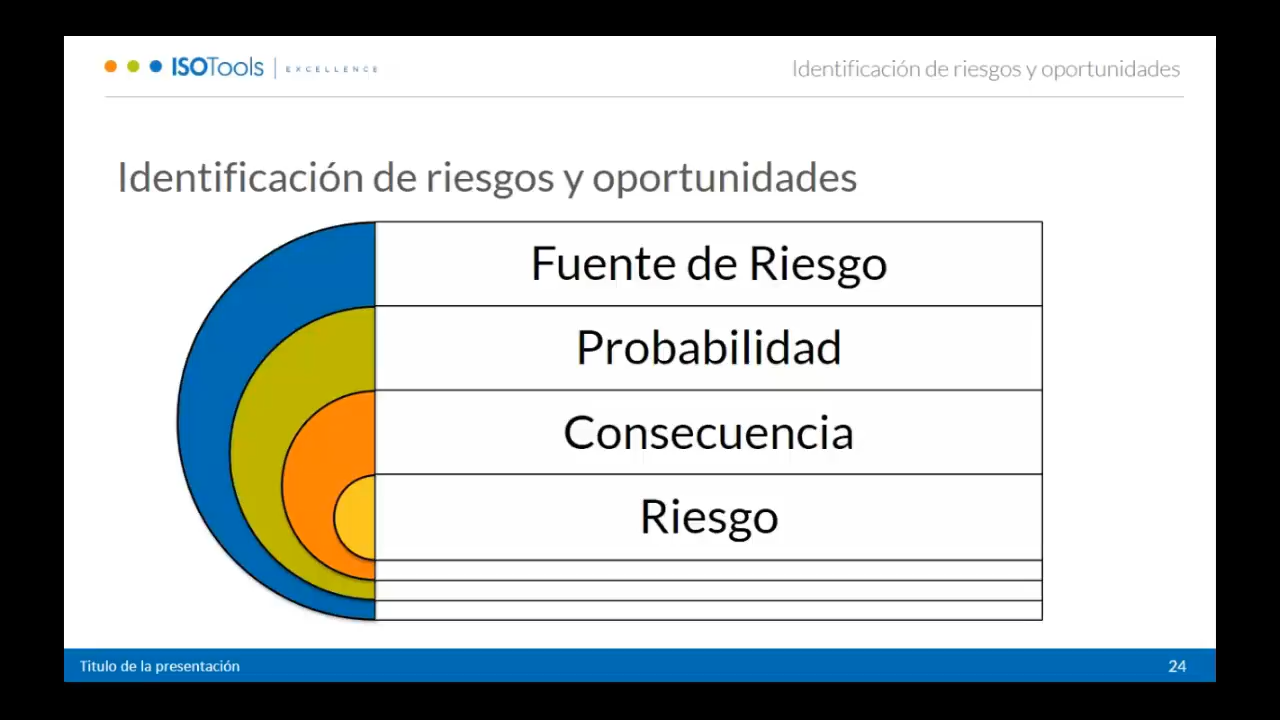 ISOTools | EXCELLENCE
Identificación de riesgos y oportunidades
Identificación de riesgos y oportunidades
Fuente de Riesgo
Probabilidad
Consecuencia
Riesgo
Titulo de la presentación
24